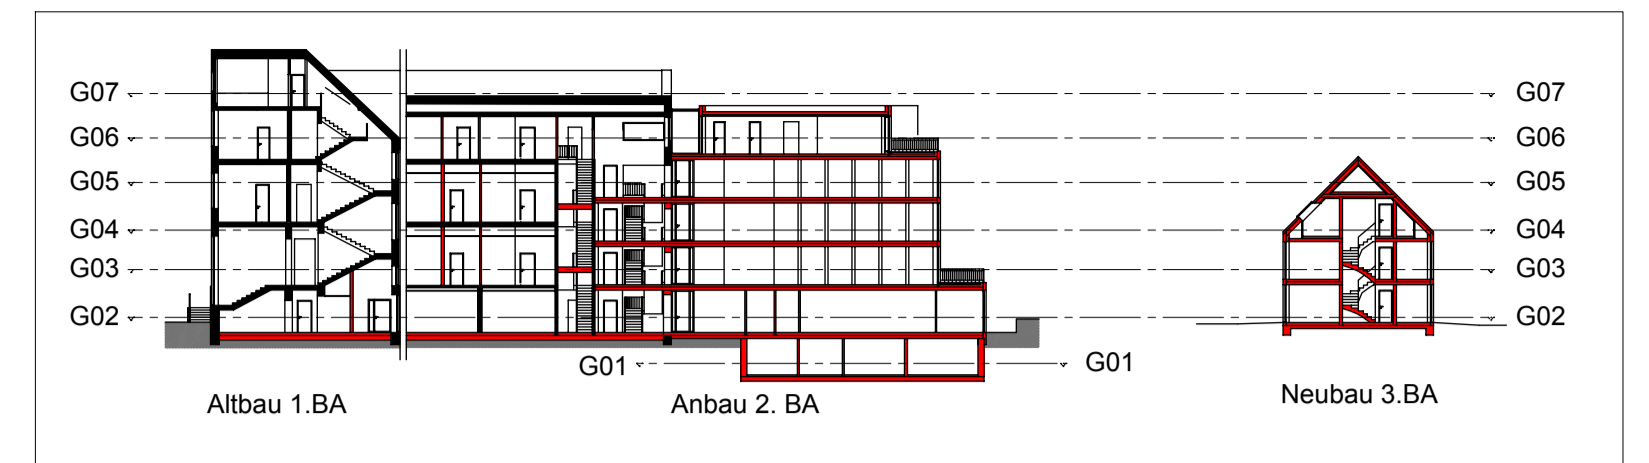 G07 G07
G06 G06
G05 G05
G04 G04
G03 G03
G02 G02
G01 G01
Altbau 1.BA Anbau 2. BA Neubau 3.BA